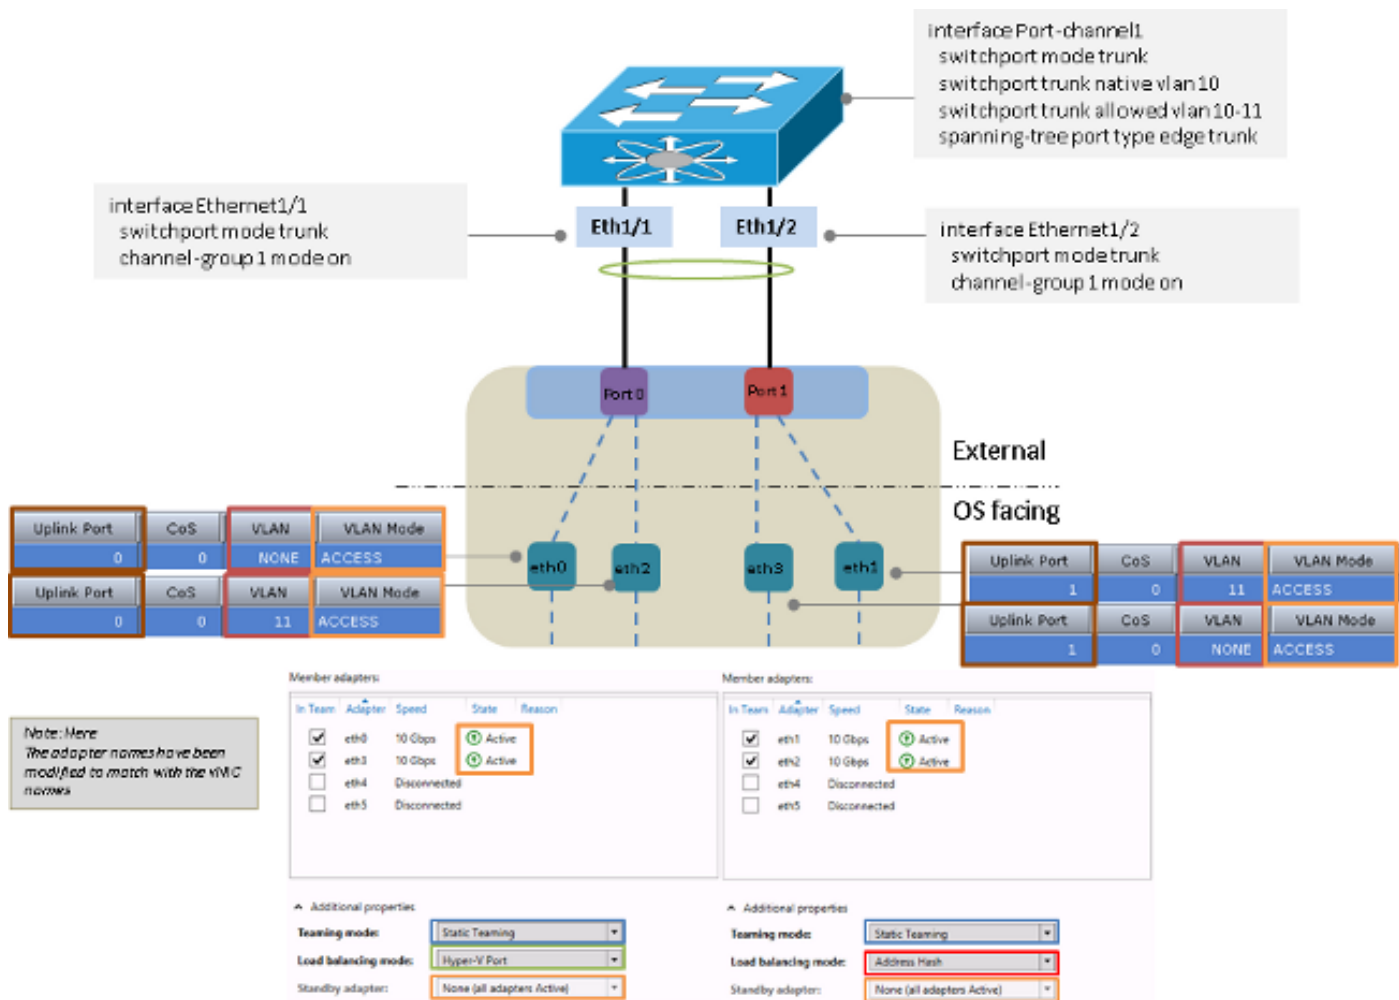 interface Port-channel1
switchport mode trunk
switchport trunk native vlan 10
switchport trunk allowed vlan 10-11
spanning-tree port type edge trunk
interface Ethernet1/1
switchport mode trunk
channel-group 1 mode on
Eth1/1
Eth1/2
interface Ethernet1/2
switchport mode trunk
channel-group 1 mode on
Port 0
Port 1
External
OS facing
Uplink Port CoS VLAN VLAN Mode
0 0 NONE ACCESS
Uplink Port CoS VLAN VLAN Mode
0 0 11 ACCESS
eth0
eth2
eth3
eth1
Uplink Port CoS VLAN VLAN Mode
1 0 11 ACCESS
Uplink Port CoS VLAN VLAN Mode
1 0 NONE ACCESS
Note: Here
The adapter names have been
modified to match with the vNIC
names
Member adapters:
In Team Adapter Speed State Reason
eth0 10 Gbps Active
eth3 10 Gbps Active
eth4 Disconnected
eth5 Disconnected
Additional properties
Teaming mode: Static Teaming
Load balancing mode: Hyper-V Port
Standby adapter: None (all adapters Active)
Member adapters:
In Team Adapter Speed State Reason
eth1 10 Gbps Active
eth2 10 Gbps Active
eth4 Disconnected
eth5 Disconnected
Additional properties
Teaming mode: Static Teaming
Load balancing mode: Address Hash
Standby adapter: None (all adapters Active)